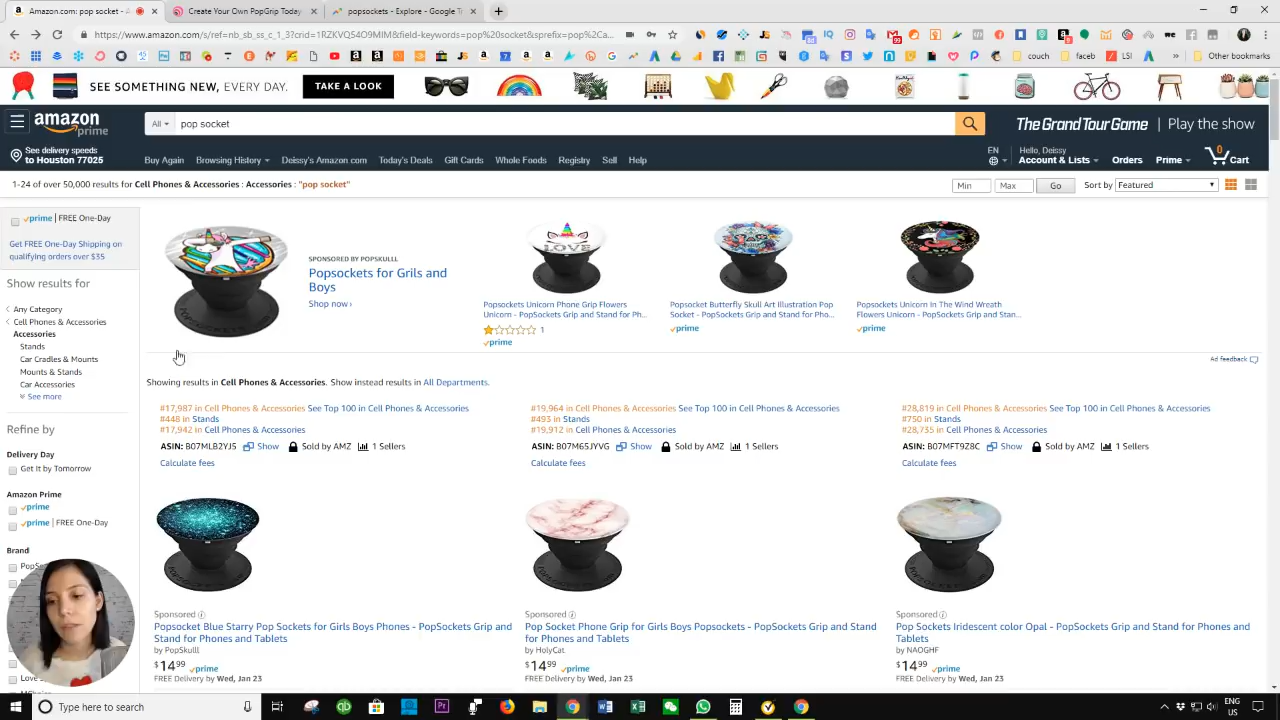 Amazon.com: pop socket -
Create Your Own PopGrip Today
popsockets - Explore - Google T
https://www.amazon.com/s/ref=nb_sb_ss_c_1_3?crid=1RZKVQS4O9MIM&field-keywords=pop%20socket&sprefix=pop%2Ca...
Other bookmarks
SEE SOMETHING NEW, EVERY DAY. TAKE A LOOK
amazon prime
All
pop socket
THE GRAND TOUR GAME | Play the show
See delivery speeds
to Houston 77025
Buy Again Browsing History Deissy's Amazon.com Today's Deals Gift Cards Whole Foods Registry Sell Help
EN
Hello, Deissy
Account & Lists Orders Prime 0 Cart
1-24 of over 50,000 results for Cell Phones & Accessories : Accessories : "pop socket"
Min Max Go Sort by Featured
prime | FREE One-Day
Get FREE One-Day Shipping on
qualifying orders over $35
Show results for
Any Category
Cell Phones & Accessories
Accessories
Stands
Car Cradles & Mounts
Mounts & Stands
Car Accessories
See more
Refine by
Delivery Day
Get It by Tomorrow
Amazon Prime
prime
prime | FREE One-Day
Brand
SPONSORED BY POPSKULLL
Popsockets for Grils and
Boys
Shop now ›
LOVE
Popsockets Unicorn Phone Grip Flowers
Unicorn - PopSockets Grip and Stand for Ph...
1
prime
Popsocket Butterfly Skull Art Illustration Pop
Socket - PopSockets Grip and Stand for Pho...
prime
Popsockets Unicorn In The Wind Wreath
Flowers Unicorn - PopSockets Grip and Stan...
prime
Ad feedback
Showing results in Cell Phones & Accessories. Show instead results in All Departments.
#17,987 in Cell Phones & Accessories See Top 100 in Cell Phones & Accessories
#448 in Stands
#17,942 in Cell Phones & Accessories
ASIN: B07MLB2YJ5 Show Sold by AMZ 1 Sellers
Calculate fees
#19,964 in Cell Phones & Accessories See Top 100 in Cell Phones & Accessories
#493 in Stands
#19,912 in Cell Phones & Accessories
ASIN: B07M65JYVG Show Sold by AMZ 1 Sellers
Calculate fees
#28,819 in Cell Phones & Accessories See Top 100 in Cell Phones & Accessories
#750 in Stands
#28,735 in Cell Phones & Accessories
ASIN: B07MFT9Z8C Show Sold by AMZ 1 Sellers
Calculate fees
Sponsored
Popsocket Blue Starry Pop Sockets for Girls Boys Phones - PopSockets Grip and
Stand for Phones and Tablets
by PopSkulll
$14 99 prime
FREE Delivery by Wed, Jan 23
Sponsored
Pop Socket Phone Grip for Girls Boys Popsockets - PopSockets Grip and Stand
for Phones and Tablets
by HolyCat
$14 99 prime
FREE Delivery by Wed, Jan 23
Sponsored
Pop Sockets Iridescent color Opal - PopSockets Grip and Stand for Phones and
Tablets
by NAOGHF
$14 99 prime
FREE Delivery by Wed, Jan 23
Type here to search
ENG
US